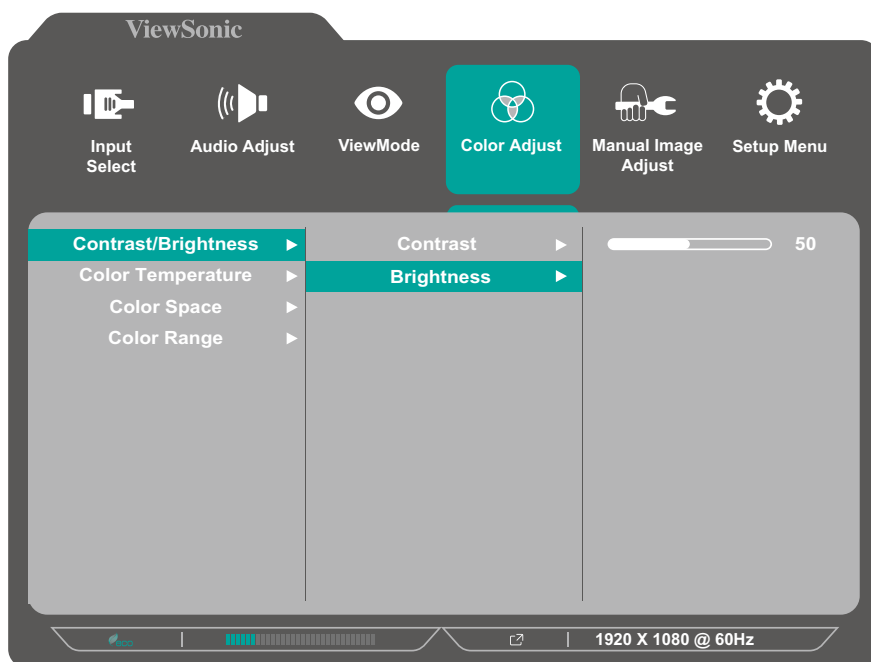 ViewSonic
Input Select
Audio Adjust
ViewMode
Color Adjust
Manual Image Adjust
Setup Menu
Contrast/Brightness
Contrast
50
Color Temperature
Brightness
Color Space
Color Range
eco
1920 X 1080 @ 60Hz